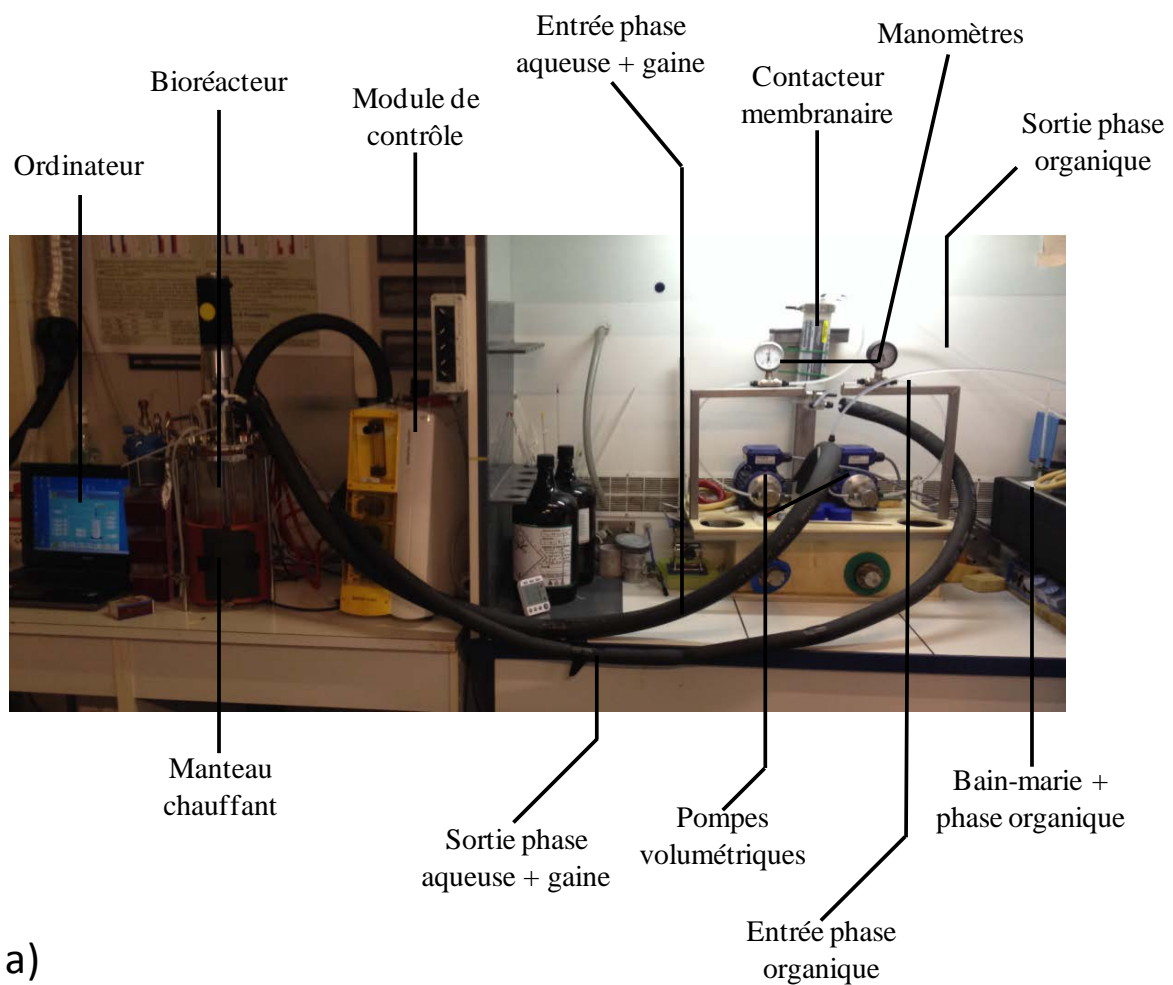 Entrée phase
aqueuse + gaine
Manomètres
Bioréacteur
Module de
contrôle
Contacteur
membranaire
Sortie phase
organique
Ordinateur
Manteau
chauffant
Sortie phase
aqueuse + gaine
Pompes
volumétriques
Bain-marie +
phase organique
Entrée phase
organique
a)